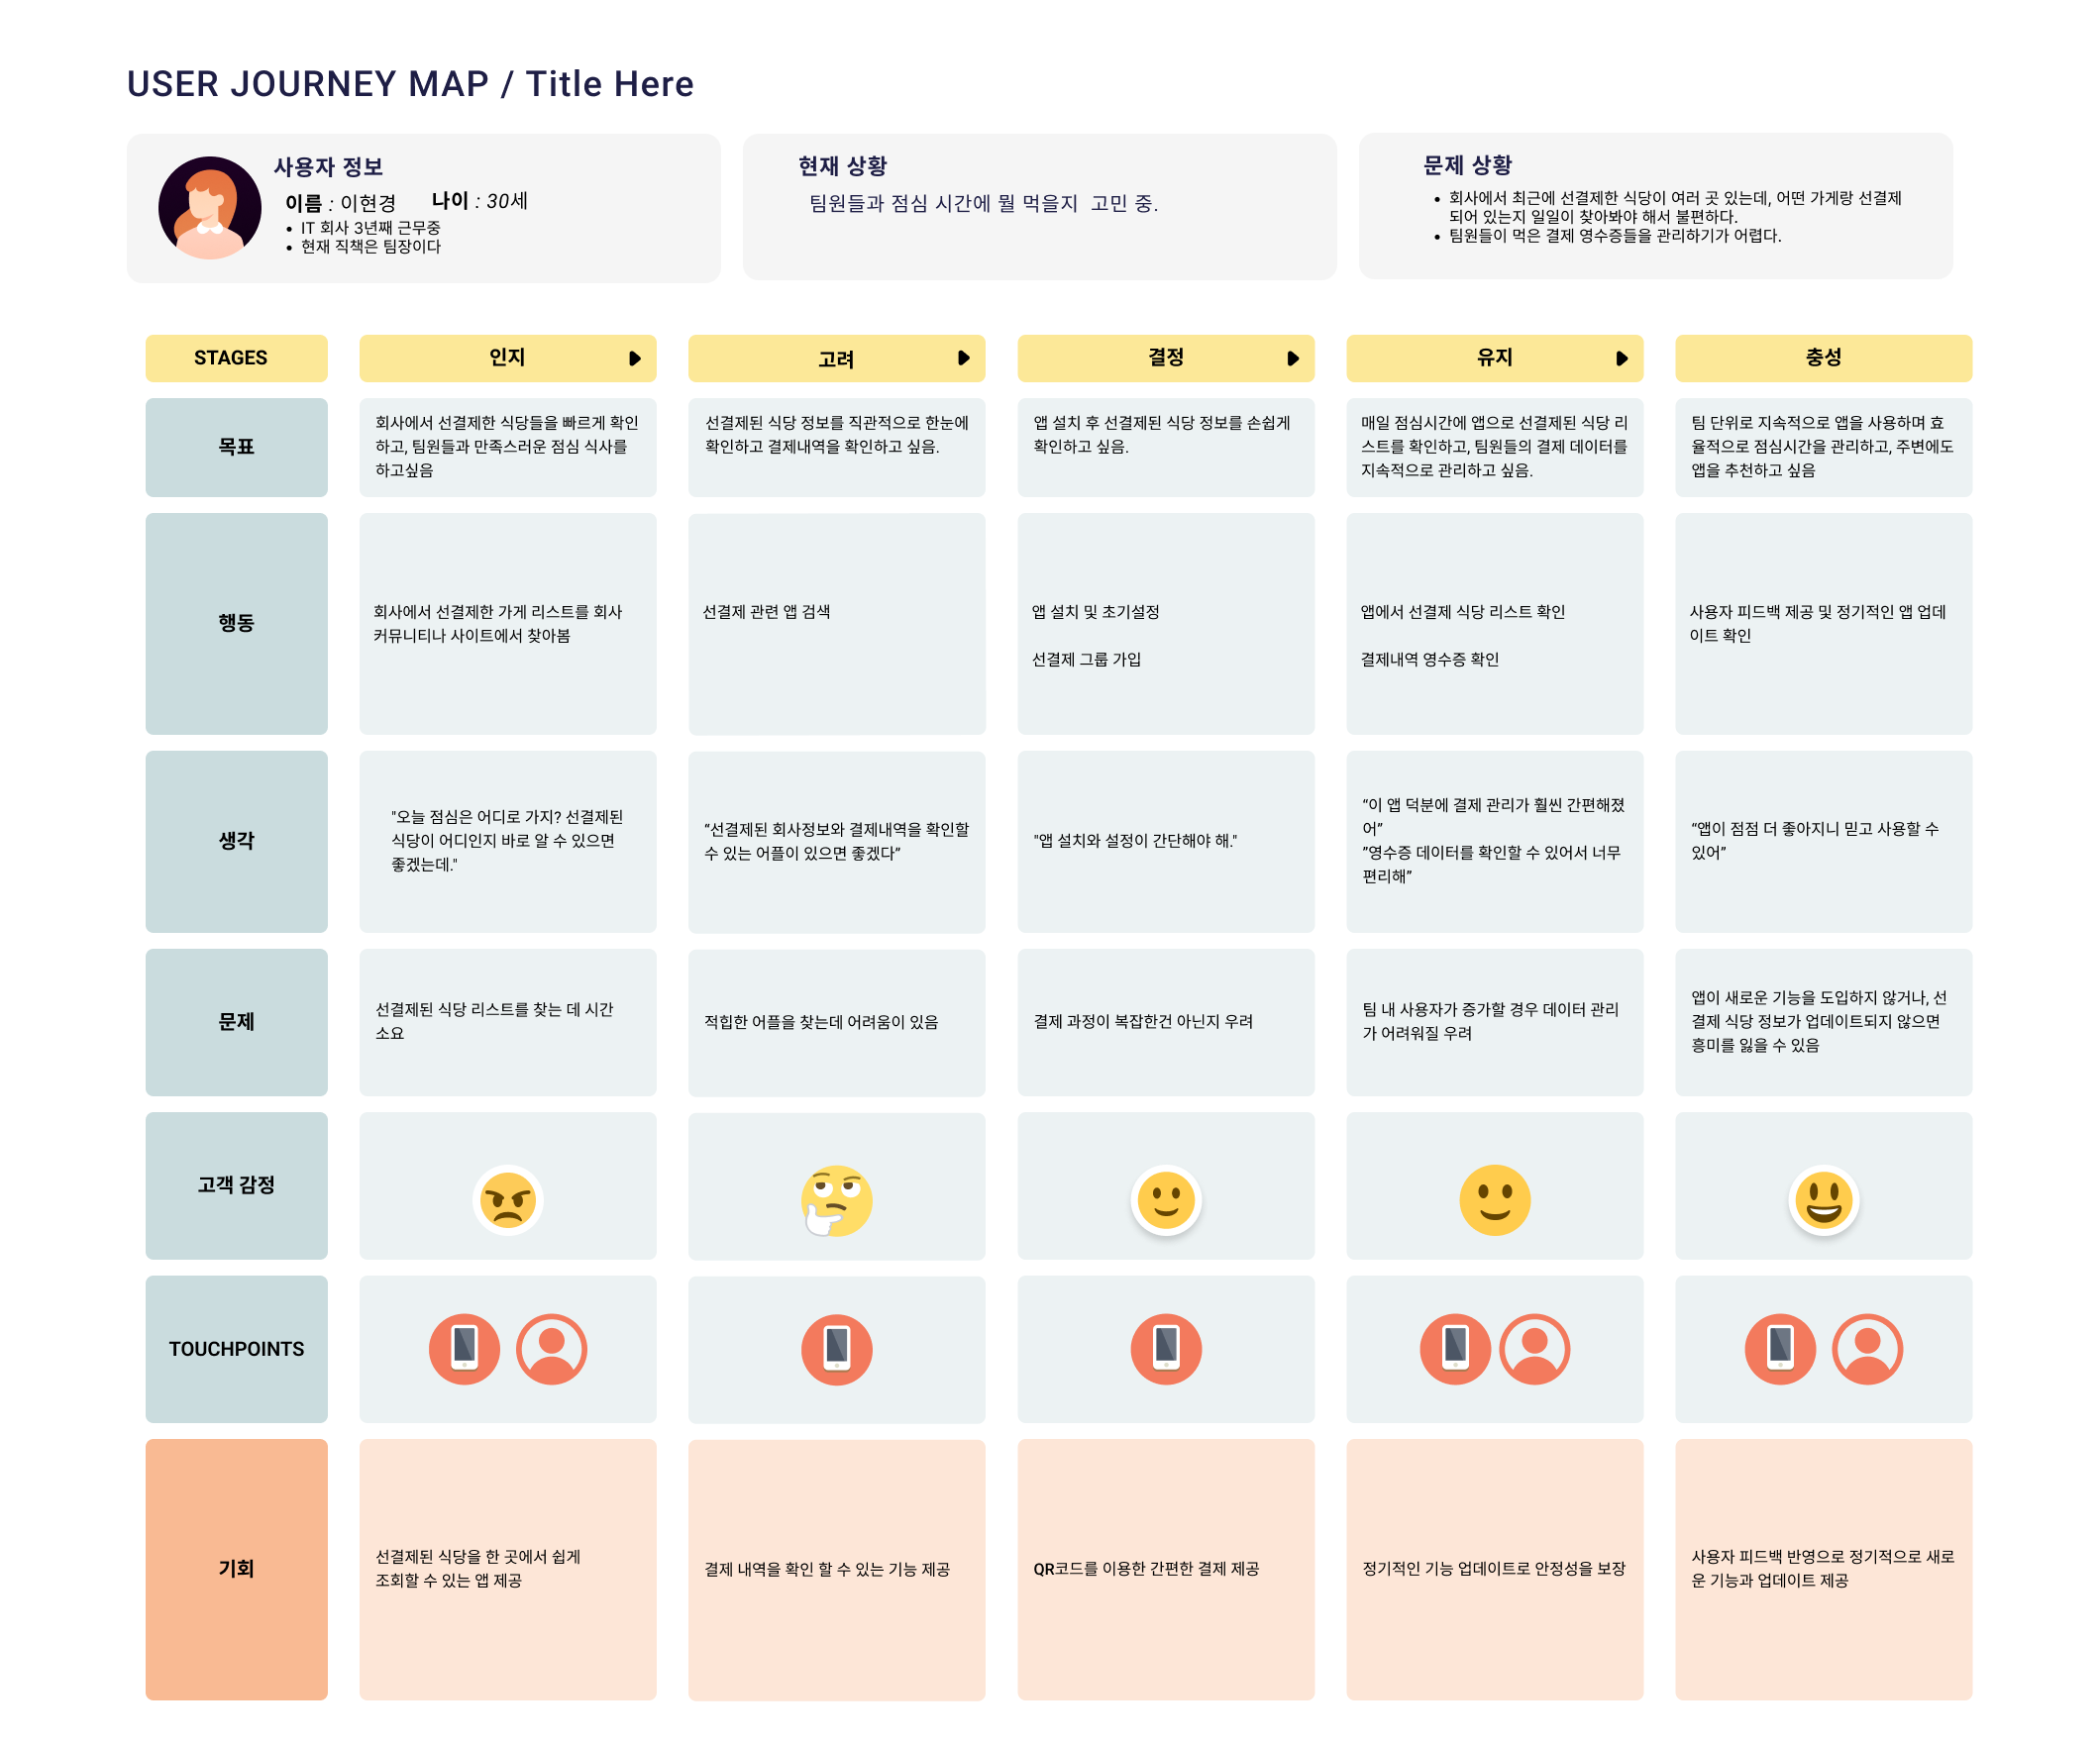 USER JOURNEY MAP / Title Here
사용자 정보
이름 : 이현경 나이 : 30세
• IT 회사 3년째 근무중
• 현재 직책은 팀장이다
현재 상황
팀원들과 점심 시간에 뭘 먹을지 고민 중.
문제 상황
• 회사에서 최근에 선결제한 식당이 여러 곳 있는데, 어떤 가게랑 선결제
되어 있는지 일일이 찾아봐야 해서 불편하다.
• 팀원들이 먹은 결제 영수증들을 관리하기가 어렵다.
STAGES
인지
고려
결정
유지
충성
목표
회사에서 선결제한 식당들을 빠르게 확인
하고, 팀원들과 만족스러운 점심 식사를
하고싶음
선결제된 식당 정보를 직관적으로 한눈에
확인하고 결제내역을 확인하고 싶음.
앱 설치 후 선결제된 식당 정보를 손쉽게
확인하고 싶음.
매일 점심시간에 앱으로 선결제된 식당 리
스트를 확인하고, 팀원들의 결제 데이터를
지속적으로 관리하고 싶음.
팀 단위로 지속적으로 앱을 사용하며 효
율적으로 점심시간을 관리하고, 주변에도
앱을 추천하고 싶음
행동
회사에서 선결제한 가게 리스트를 회사
커뮤니티나 사이트에서 찾아봄
선결제 관련 앱 검색
앱 설치 및 초기설정
선결제 그룹 가입
앱에서 선결제 식당 리스트 확인
결제내역 영수증 확인
사용자 피드백 제공 및 정기적인 앱 업데
이트 확인
생각
"오늘 점심은 어디로 가지? 선결제된
식당이 어디인지 바로 알 수 있으면
좋겠는데."
“선결제된 회사정보와 결제내역을 확인할
수 있는 어플이 있으면 좋겠다”
"앱 설치와 설정이 간단해야 해."
“이 앱 덕분에 결제 관리가 훨씬 간편해졌
어”
”영수증 데이터를 확인할 수 있어서 너무
편리해”
“앱이 점점 더 좋아지니 믿고 사용할 수
있어”
문제
선결제된 식당 리스트를 찾는 데 시간
소요
적힙한 어플을 찾는데 어려움이 있음
결제 과정이 복잡한건 아닌지 우려
팀 내 사용자가 증가할 경우 데이터 관리
가 어려워질 우려
앱이 새로운 기능을 도입하지 않거나, 선
결제 식당 정보가 업데이트되지 않으면
흥미를 잃을 수 있음
고객 감정
TOUCHPOINTS
기회
선결제된 식당을 한 곳에서 쉽게
조회할 수 있는 앱 제공
결제 내역을 확인 할 수 있는 기능 제공
QR코드를 이용한 간편한 결제 제공
정기적인 기능 업데이트로 안정성을 보장
사용자 피드백 반영으로 정기적으로 새로
운 기능과 업데이트 제공